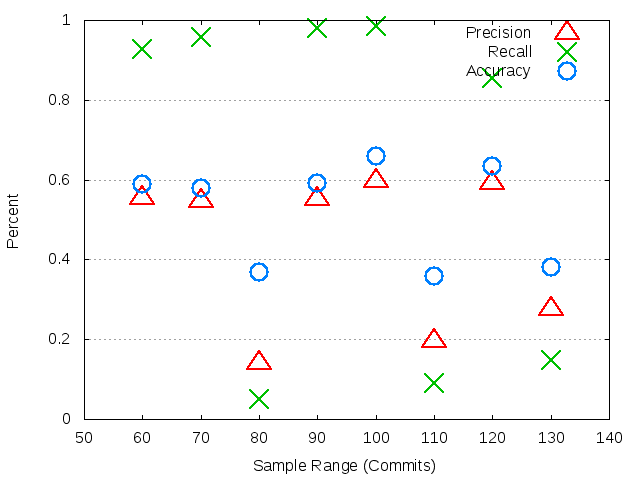 Precision
Recall
Accuracy
1
0.8
0.6
0.4
0.2
0
Percent
50 60 70 80 90 100 110 120 130 140
Sample Range (Commits)